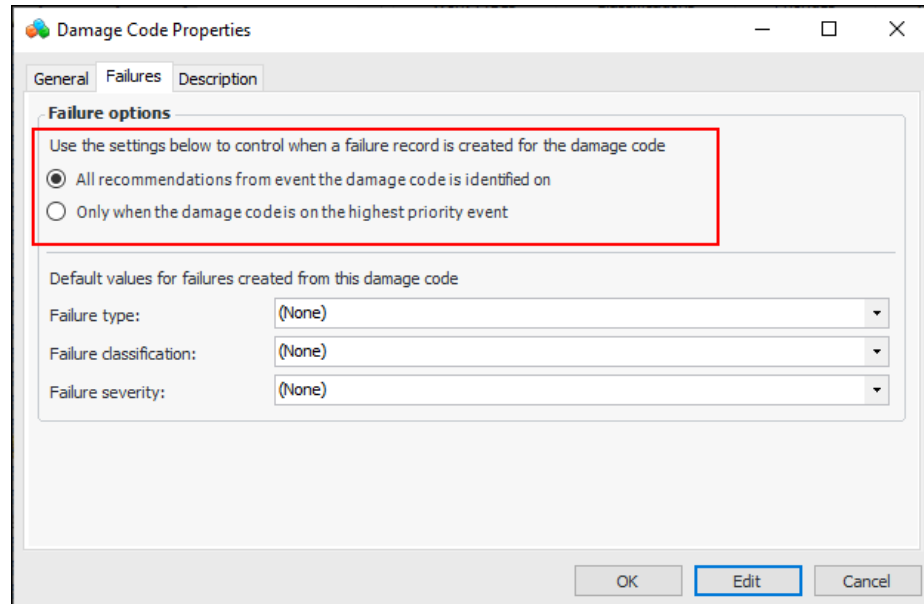 Damage Code Properties
General Failures Description
Failure options
Use the settings below to control when a failure record is created for the damage code
All recommendations from event the damage code is identified on
Only when the damage code is on the highest priority event
Default values for failures created from this damage code
Failure type: (None)
Failure classification: (None)
Failure severity: (None)
OK Edit Cancel